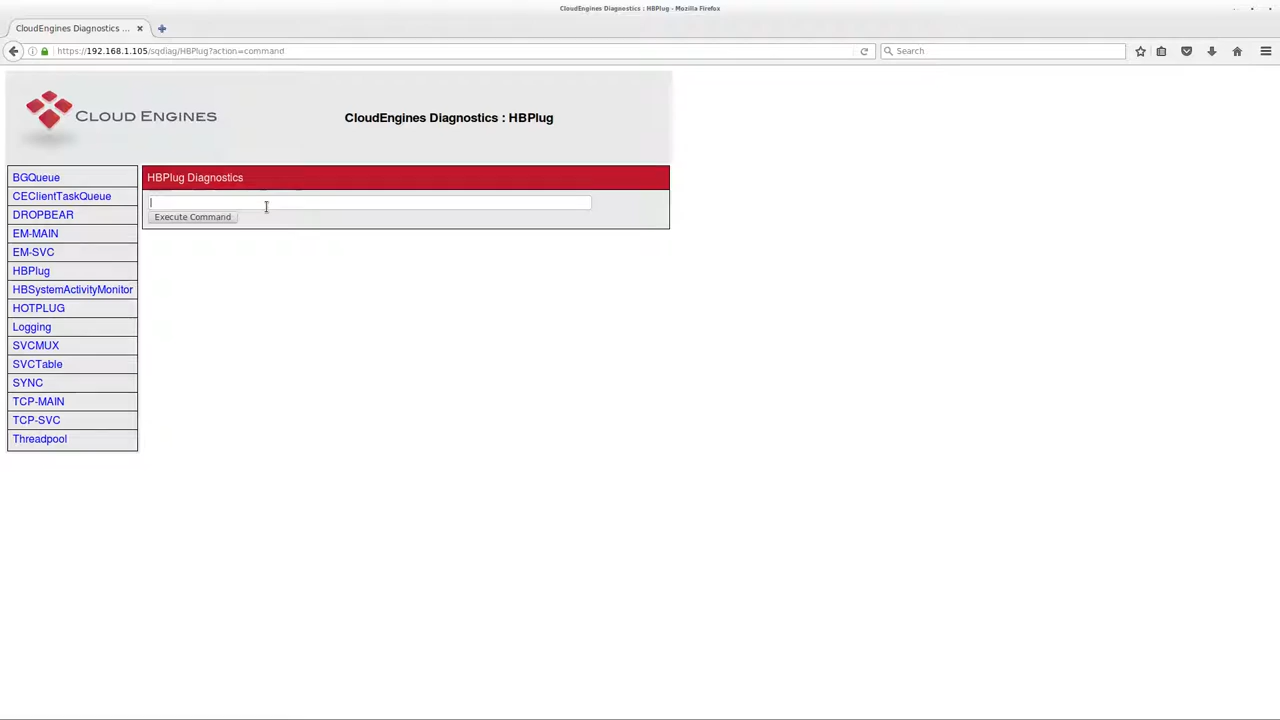 CloudEngines Diagnostics : HBPlug - Mozilla Firefox
CloudEngines Diagnostics ...
https://192.168.1.105/sqdiag/HBPlug?action=command
Search
CLOUD ENGINES
CloudEngines Diagnostics : HBPlug
BGQueue
CEClientTaskQueue
DROPBEAR
EM-MAIN
EM-SVC
HBPlug
HBSystemActivityMonitor
HOTPLUG
Logging
SVCMUX
SVCTable
SYNC
TCP-MAIN
TCP-SVC
Threadpool
HBPlug Diagnostics
Execute Command